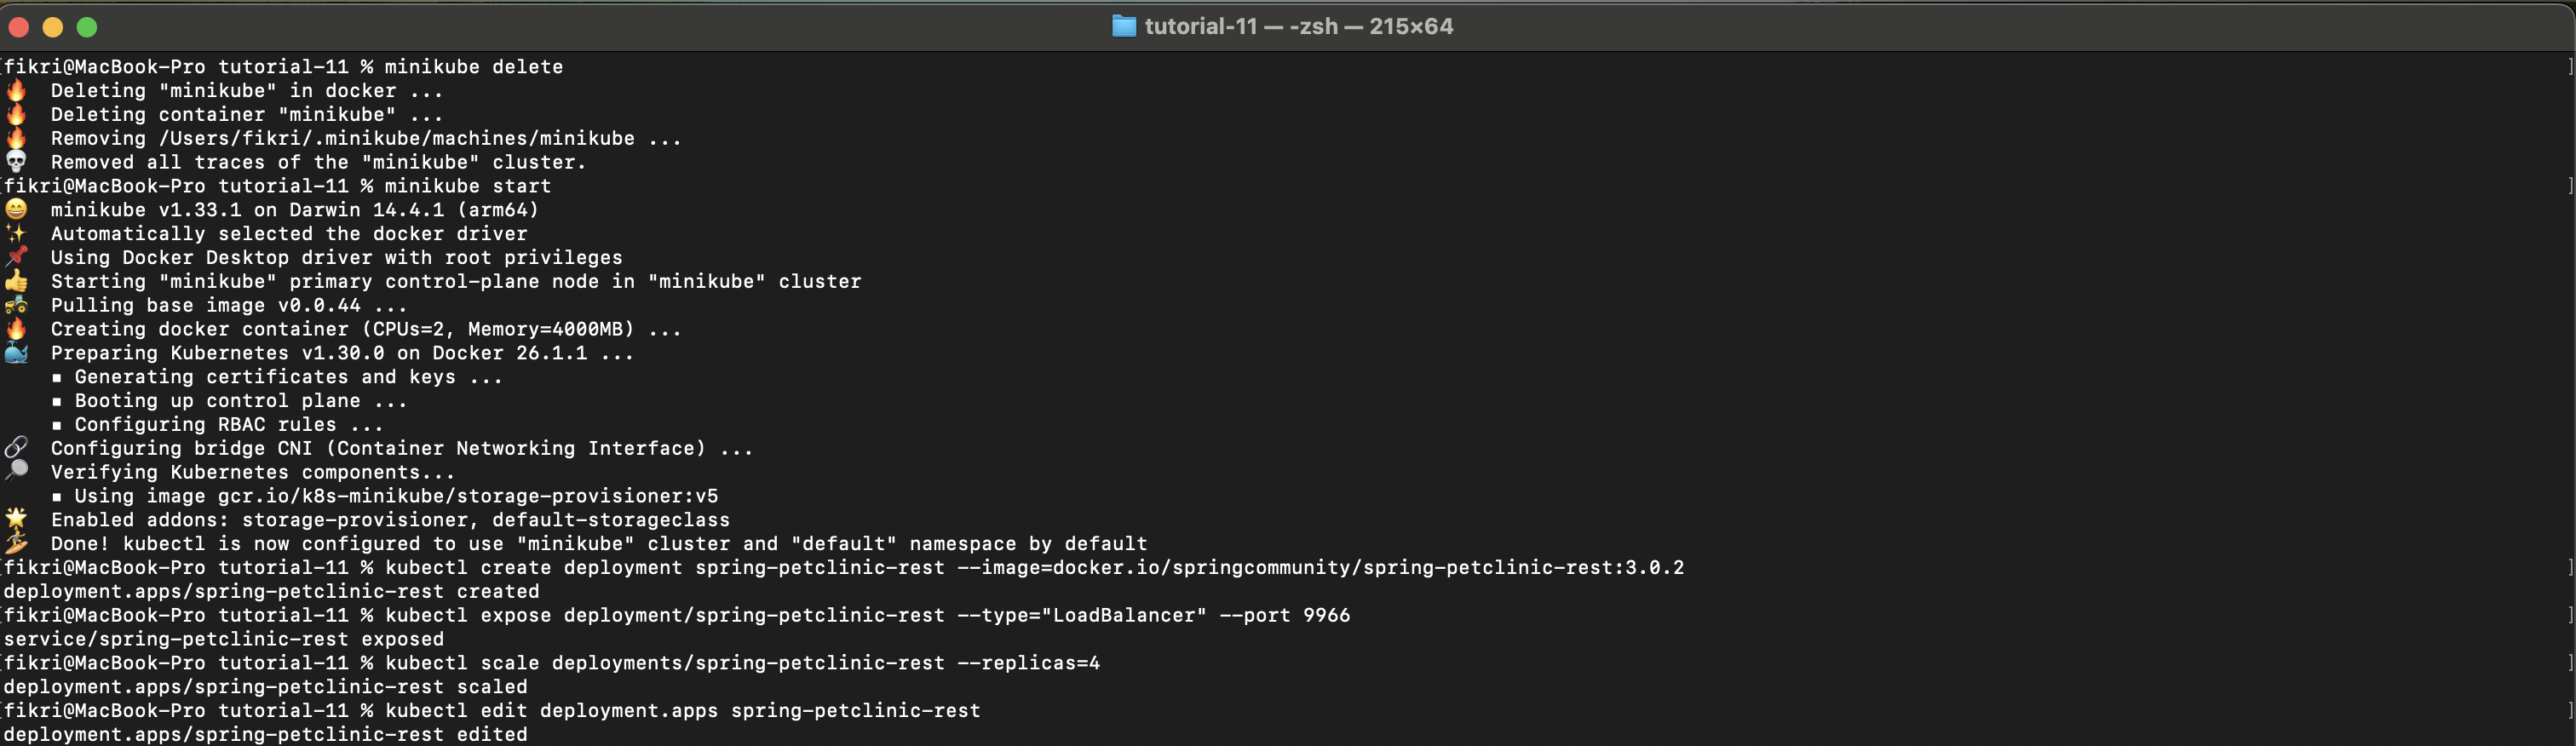 tutorial-11 — -zsh — 215×64
[fikri@MacBook-Pro tutorial-11 % minikube delete ]
🔥 Deleting "minikube" in docker ...
🔥 Deleting container "minikube" ...
🔥 Removing /Users/fikri/.minikube/machines/minikube ...
💀 Removed all traces of the "minikube" cluster.
[fikri@MacBook-Pro tutorial-11 % minikube start ]
😄 minikube v1.33.1 on Darwin 14.4.1 (arm64)
✨ Automatically selected the docker driver
📌 Using Docker Desktop driver with root privileges
👍 Starting "minikube" primary control-plane node in "minikube" cluster
🚜 Pulling base image v0.0.44 ...
🔥 Creating docker container (CPUs=2, Memory=4000MB) ...
🐳 Preparing Kubernetes v1.30.0 on Docker 26.1.1 ...
▪ Generating certificates and keys ...
▪ Booting up control plane ...
▪ Configuring RBAC rules ...
🔗 Configuring bridge CNI (Container Networking Interface) ...
🔎 Verifying Kubernetes components...
▪ Using image gcr.io/k8s-minikube/storage-provisioner:v5
🌟 Enabled addons: storage-provisioner, default-storageclass
🏄 Done! kubectl is now configured to use "minikube" cluster and "default" namespace by default
[fikri@MacBook-Pro tutorial-11 % kubectl create deployment spring-petclinic-rest --image=docker.io/springcommunity/spring-petclinic-rest:3.0.2 ]
deployment.apps/spring-petclinic-rest created
[fikri@MacBook-Pro tutorial-11 % kubectl expose deployment/spring-petclinic-rest --type="LoadBalancer" --port 9966 ]
service/spring-petclinic-rest exposed
[fikri@MacBook-Pro tutorial-11 % kubectl scale deployments/spring-petclinic-rest --replicas=4 ]
deployment.apps/spring-petclinic-rest scaled
[fikri@MacBook-Pro tutorial-11 % kubectl edit deployment.apps spring-petclinic-rest ]
deployment.apps/spring-petclinic-rest edited